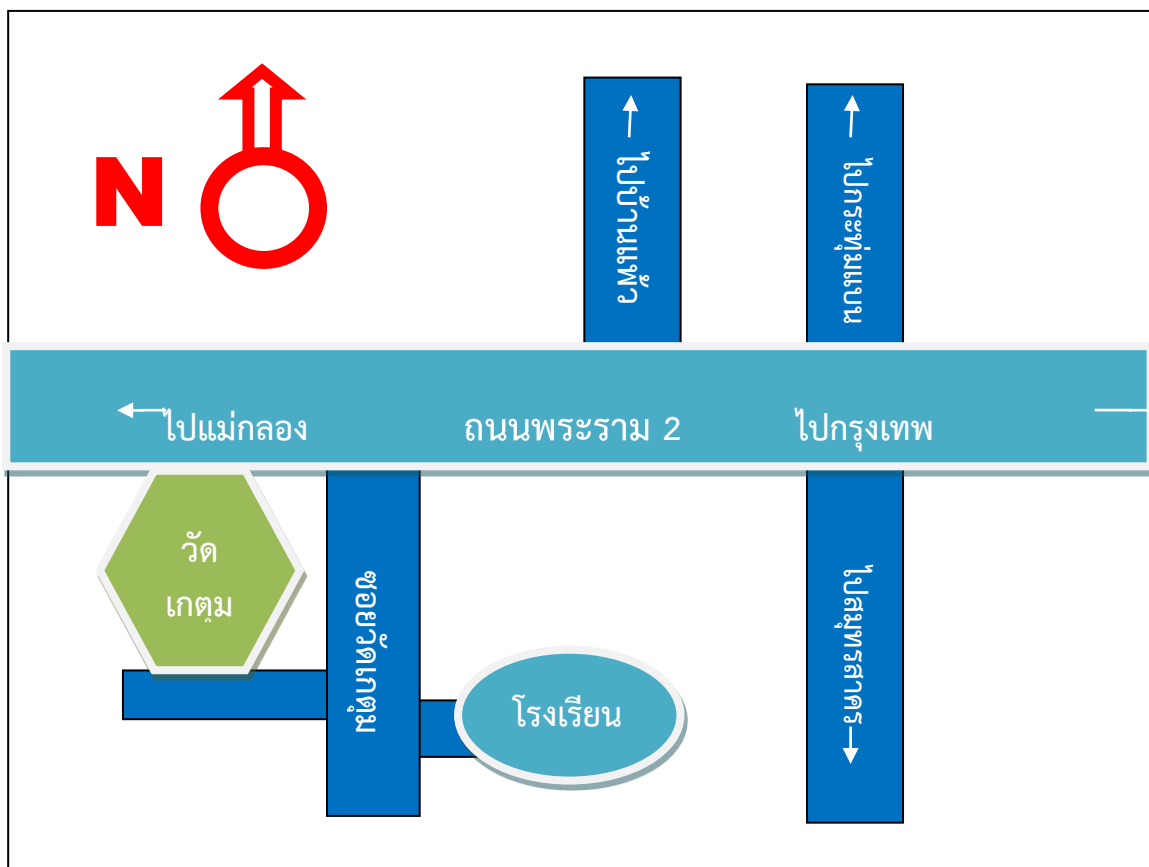 N
ไปบ้านแพ้ว
ไปกระทุ่มแบน
ไปแม่กลอง
ถนนพระราม 2
ไปกรุงเทพ
วัด
เกตุม
ซอยวัดเกตุม
โรงเรียน
ไปสมุทรสาคร